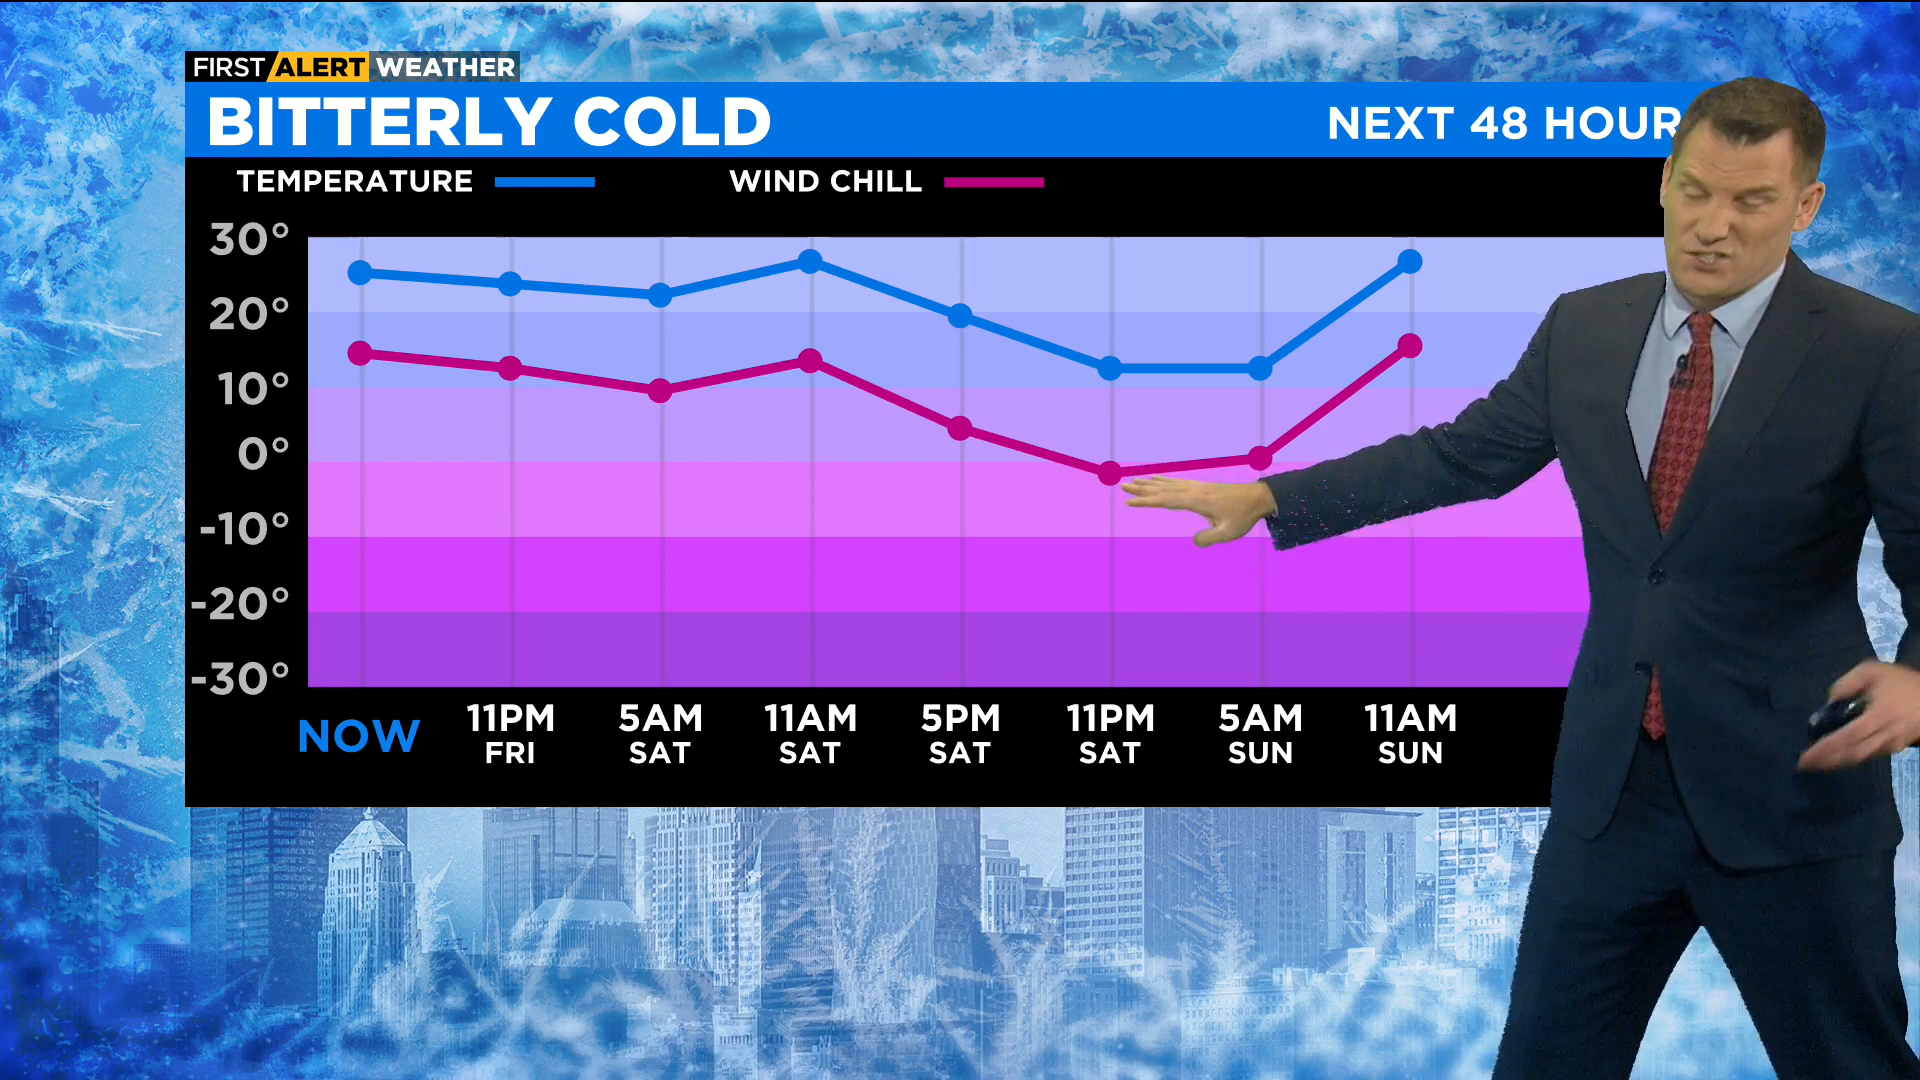 FIRST ALERT WEATHER
BITTERLY COLD
NEXT 48 HOUR
TEMPERATURE
WIND CHILL
30°
20°
10°
0°
-10°
-20°
-30°
NOW
11PM
FRI
5AM
SAT
11AM
SAT
5PM
SAT
11PM
SAT
5AM
SUN
11AM
SUN